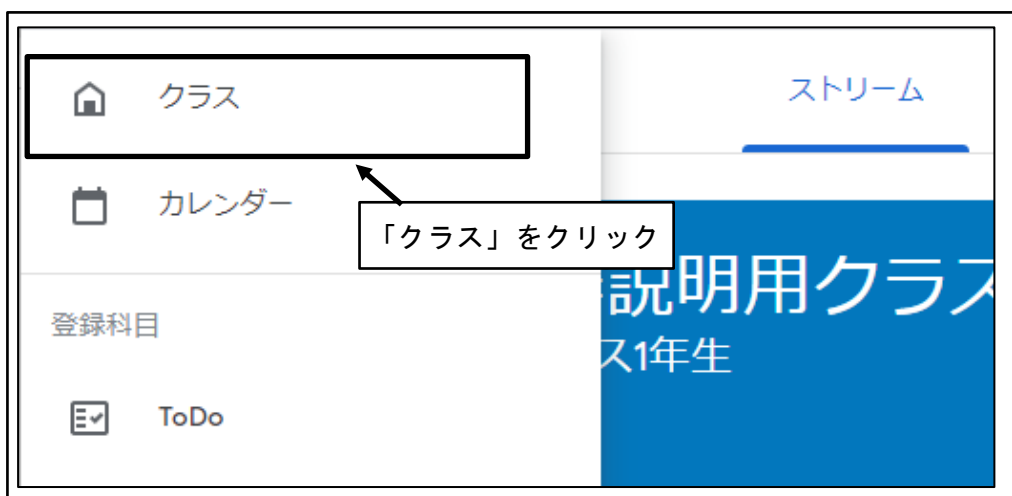 クラス
ストリーム
カレンダー
「クラス」をクリック
説明用クラス
登録科目
ス1年生
ToDo